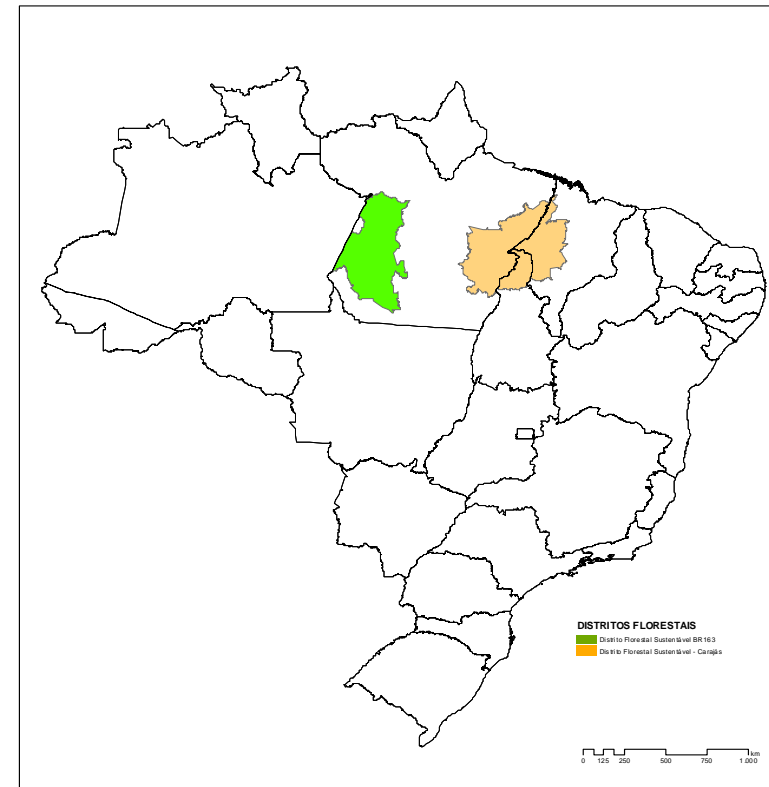 DISTRITOS FLORESTAIS
Distrito Florestal Sustentável BR163
Distrito Florestal Sustentável - Carajás
km
0 125 250 500 750 1.000